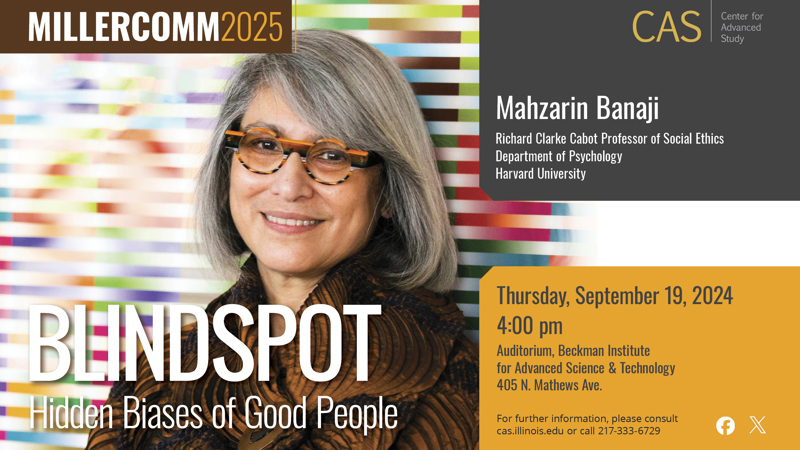 MILLERCOMM2025
CAS
Center for
Advanced
Study
Mahzarin Banaji
Richard Clarke Cabot Professor of Social Ethics
Department of Psychology
Harvard University
BLINDSPOT
Hidden Biases of Good People
Thursday, September 19, 2024
4:00 pm
Auditorium, Beckman Institute
for Advanced Science & Technology
405 N. Mathews Ave.
For further information, please consult
cas.illinois.edu or call 217-333-6729